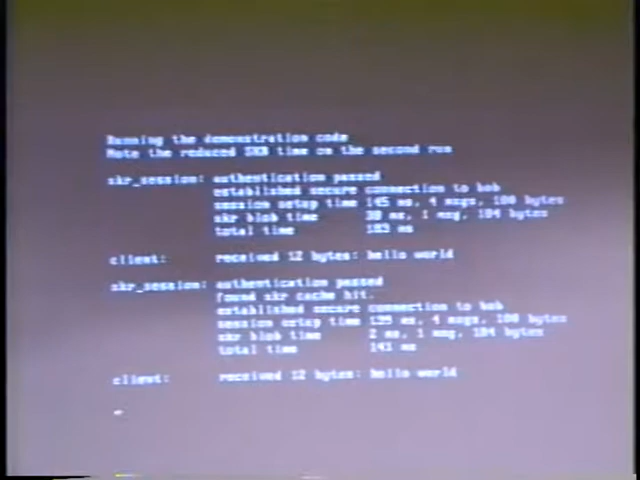 Running the demonstration code
Note the reduced SKR time on the second run
skr_session: authentication passed
established secure connection to bob
session setup time 145 ms, 4 msgs, 180 bytes
skr blob time 38 ms, 1 msg, 184 bytes
total time 183 ms
client: received 12 bytes: hello world
skr_session: authentication passed
found skr cache hit.
established secure connection to bob
session setup time 139 ms, 4 msgs, 180 bytes
skr blob time 2 ms, 1 msg, 184 bytes
total time 141 ms
client: received 12 bytes: hello world